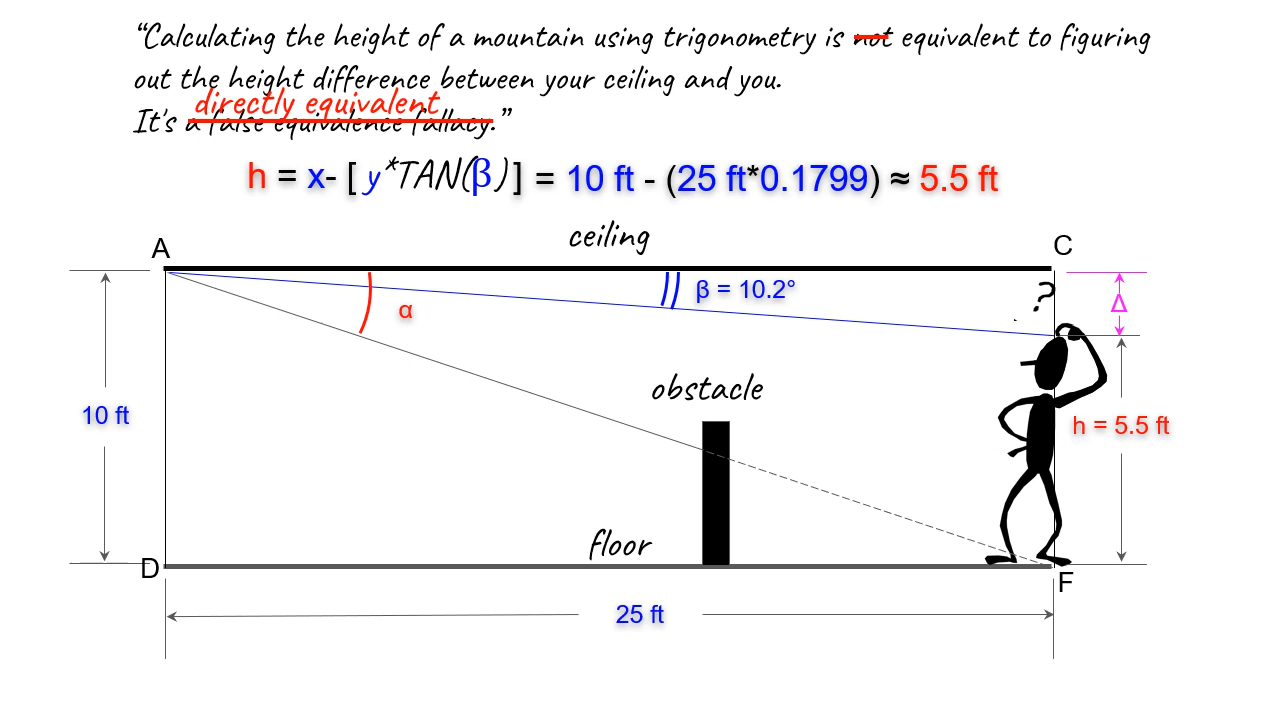 “Calculating the height of a mountain using trigonometry is not equivalent to figuring
out the height difference between your ceiling and you.
directly equivalent
It's a false equivalence fallacy.”
h = x- [ y*TAN(β) ] = 10 ft - (25 ft*0.1799) ≈ 5.5 ft
ceiling
A
C
β = 10.2°
?
Δ
α
obstacle
10 ft
h = 5.5 ft
floor
D
F
25 ft